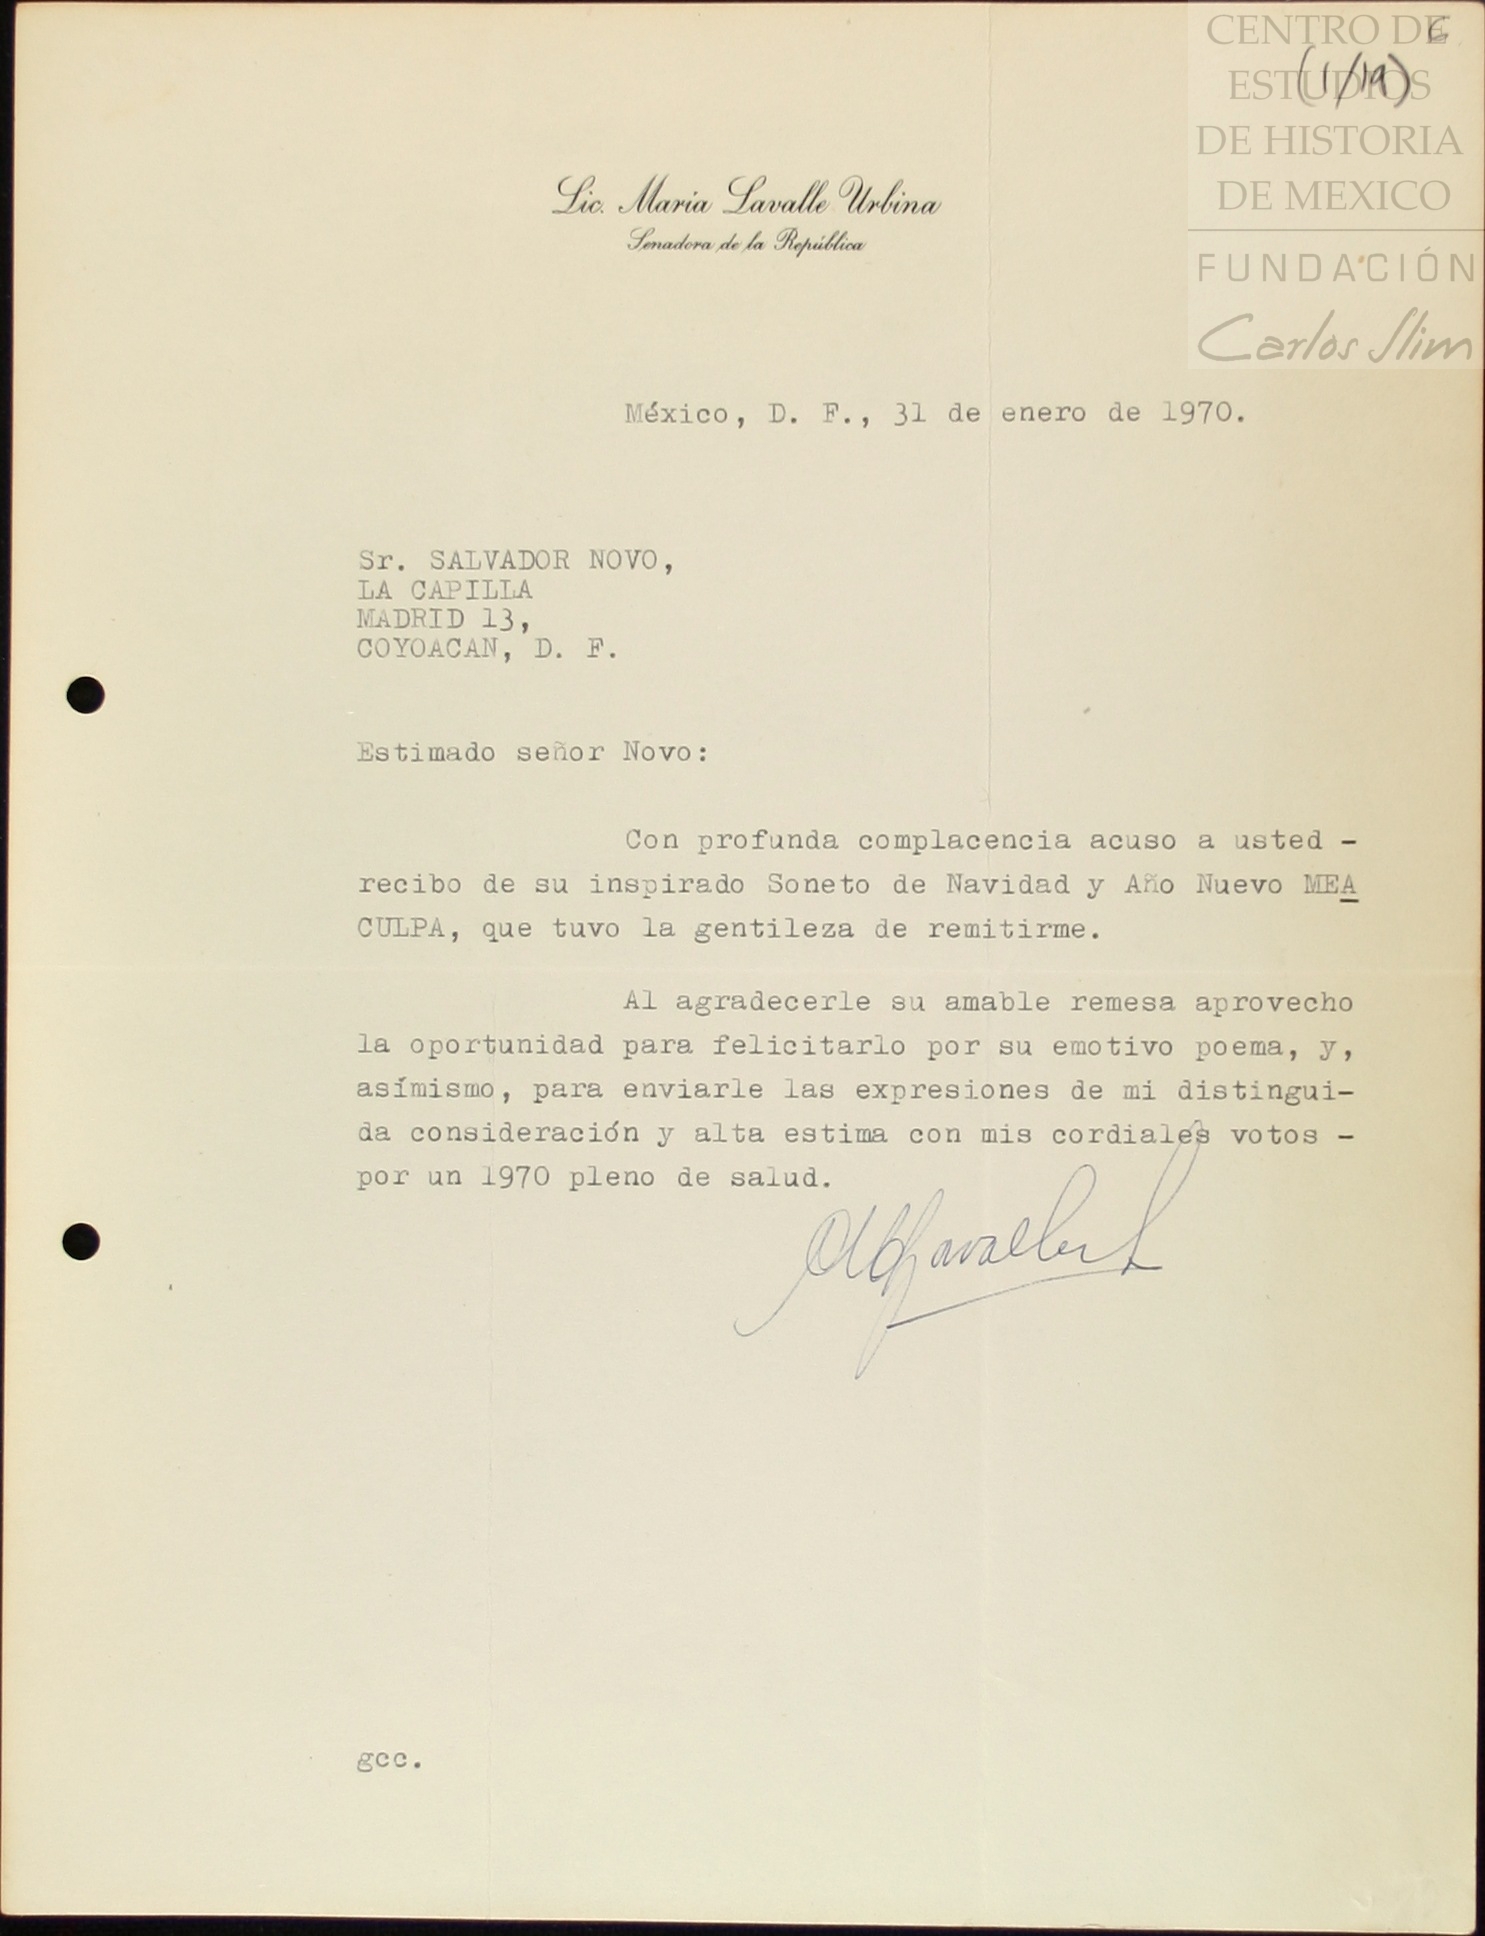 CENTRO DE
ESTUDIOS
DE HISTORIA
DE MEXICO
FUNDACIÓN
Carlos Slim
(1/19)
Lic. María Lavalle Urbina
Senadora de la República
México, D. F., 31 de enero de 1970.
Sr. SALVADOR NOVO,
LA CAPILLA
MADRID 13,
COYOACAN, D. F.
Estimado señor Novo:
Con profunda complacencia acuso a usted -
recibo de su inspirado Soneto de Navidad y Año Nuevo MEA
CULPA, que tuvo la gentileza de remitirme.
Al agradecerle su amable remesa aprovecho
la oportunidad para felicitarlo por su emotivo poema, y,
asímismo, para enviarle las expresiones de mi distingui-
da consideración y alta estima con mis cordiales votos -
por un 1970 pleno de salud.
gcc.